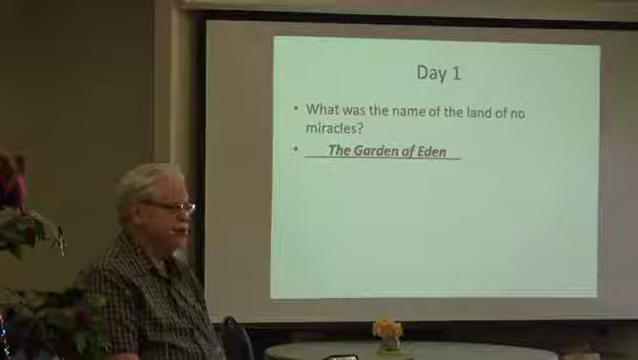 Day 1
• What was the name of the land of no
miracles?
• The Garden of Eden